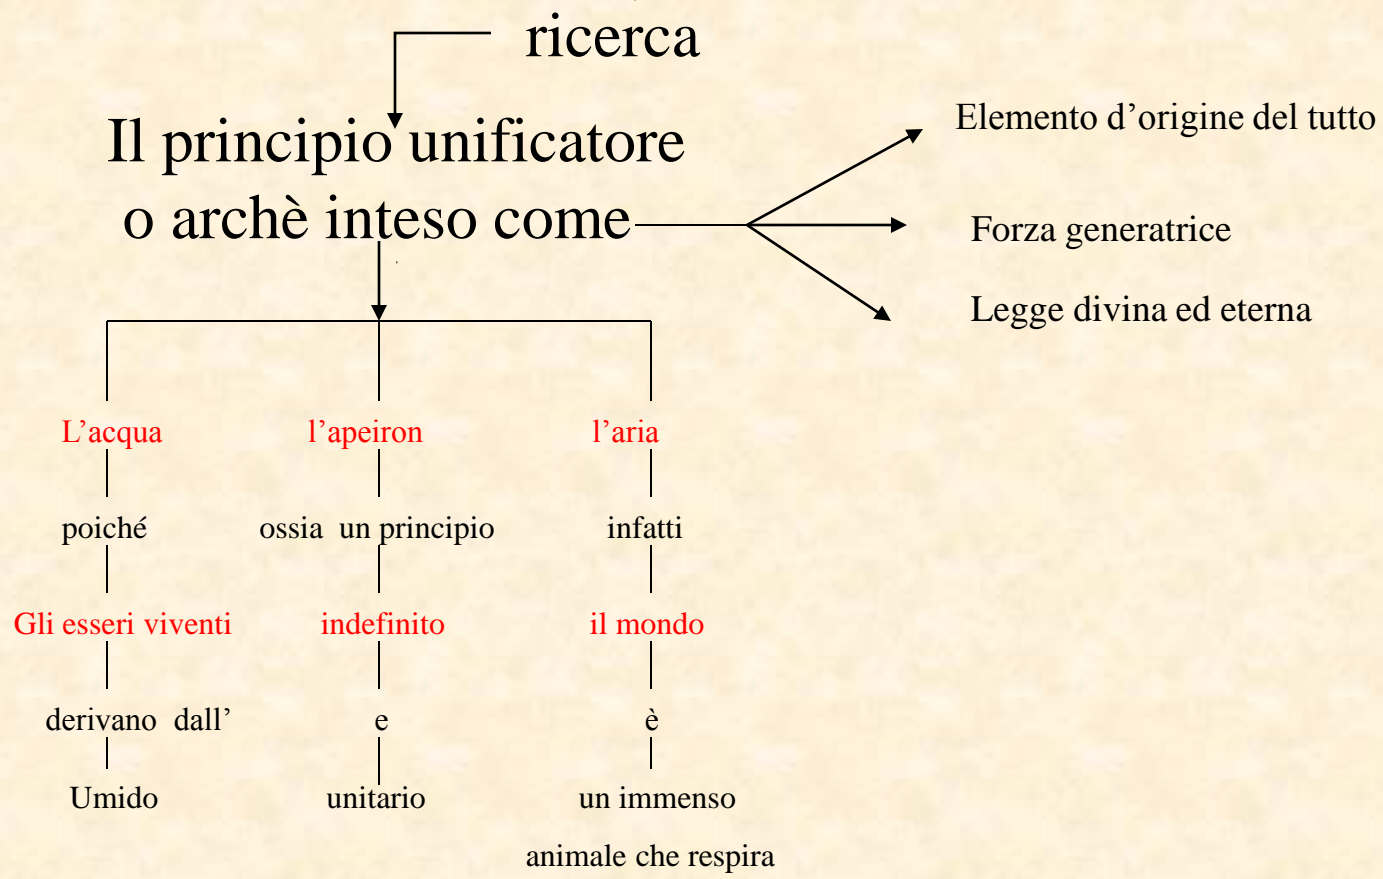 ricerca
Il principio unificatore
o archè inteso come
Elemento d’origine del tutto
Forza generatrice
Legge divina ed eterna
L’acqua
poiché
Gli esseri viventi
derivano dall’
Umido
l’apeiron
ossia un principio
indefinito
e
unitario
l’aria
infatti
il mondo
è
un immenso
animale che respira